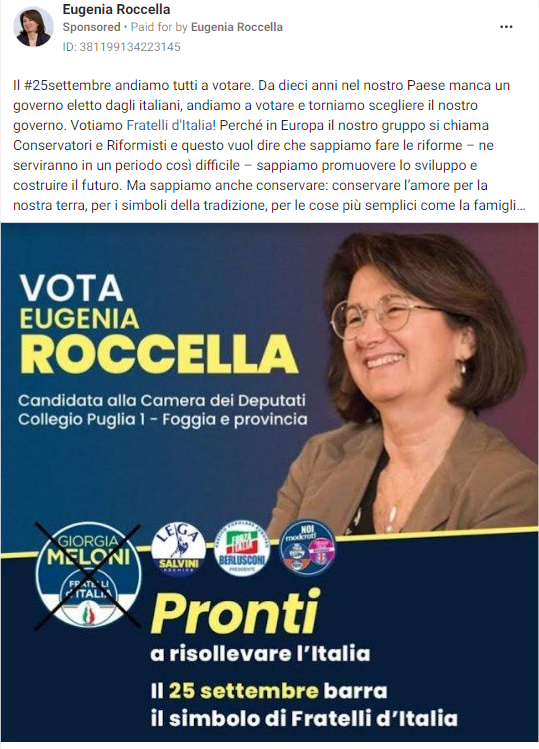 Eugenia Roccella
Sponsored • Paid for by Eugenia Roccella
ID: 381199134223145
Il #25settembre andiamo tutti a votare. Da dieci anni nel nostro Paese manca un
governo eletto dagli italiani, andiamo a votare e torniamo scegliere il nostro
governo. Votiamo Fratelli d'Italia! Perché in Europa il nostro gruppo si chiama
Conservatori e Riformisti e questo vuol dire che sappiamo fare le riforme – ne
serviranno in un periodo così difficile – sappiamo promuovere lo sviluppo e
costruire il futuro. Ma sappiamo anche conservare: conservare l'amore per la
nostra terra, per i simboli della tradizione, per le cose più semplici come la famigli...
VOTA
EUGENIA
ROCCELLA
Candidata alla Camera dei Deputati
Collegio Puglia 1 - Foggia e provincia
GIORGIA
MELONI
FRATELLI
d'ITALIA
LEGA
SALVINI
PREMIER
FORZA
ITALIA
BERLUSCONI
PRESIDENTE
NOI
moderati
Pronti
a risollevare l'Italia
Il 25 settembre barra
il simbolo di Fratelli d'Italia